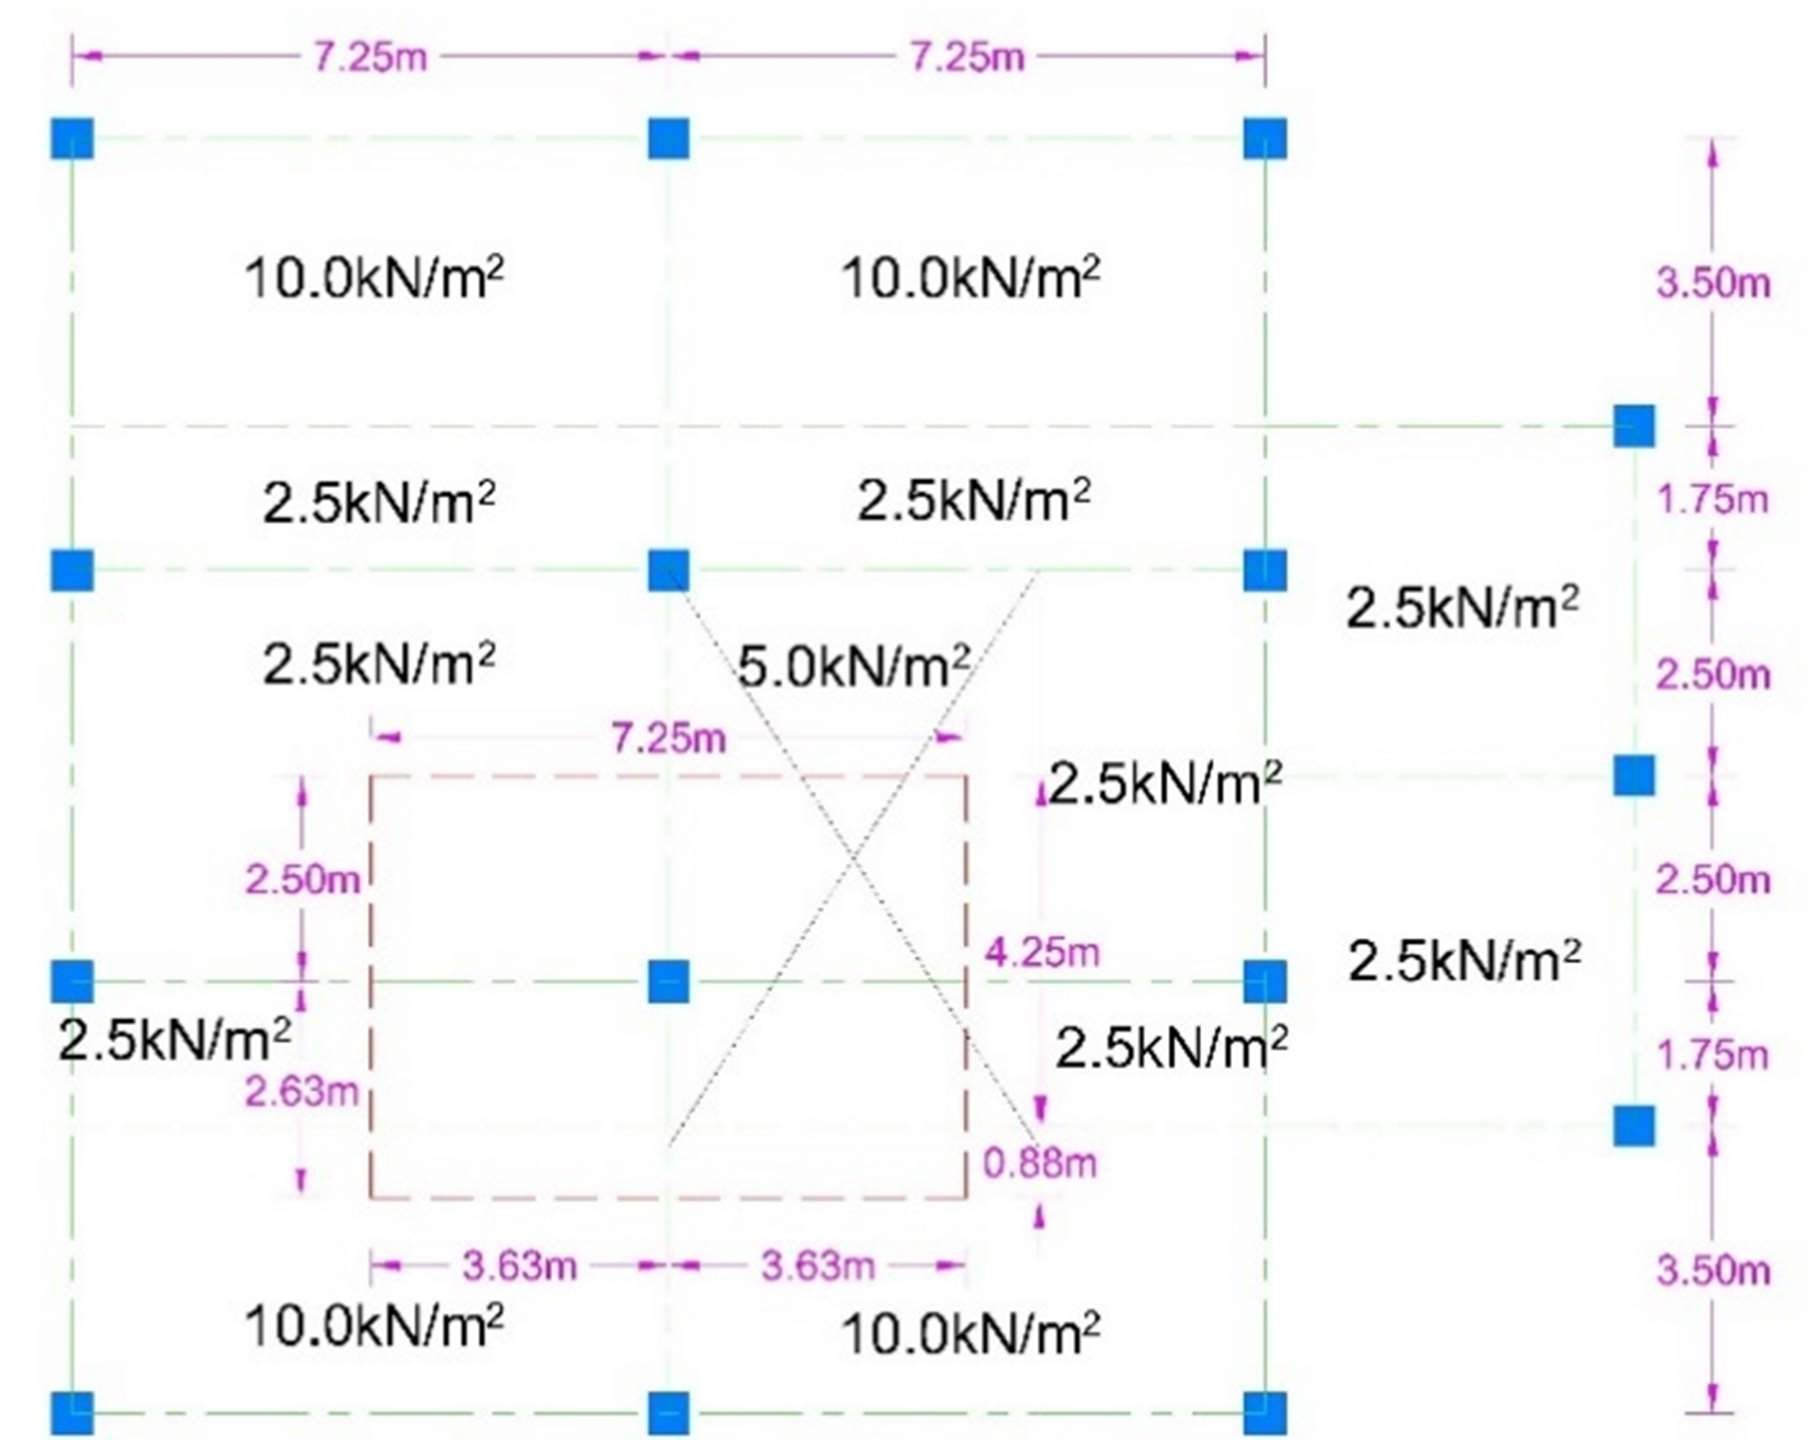 7.25m 7.25m
10.0kN/m² 10.0kN/m²
3.50m
2.5kN/m² 2.5kN/m²
1.75m
2.5kN/m²
2.5kN/m² 5.0kN/m²
2.50m
7.25m
2.5kN/m²
2.50m
2.50m
4.25m
2.5kN/m²
2.5kN/m²
2.5kN/m²
1.75m
2.63m
0.88m
3.63m 3.63m
3.50m
10.0kN/m² 10.0kN/m²